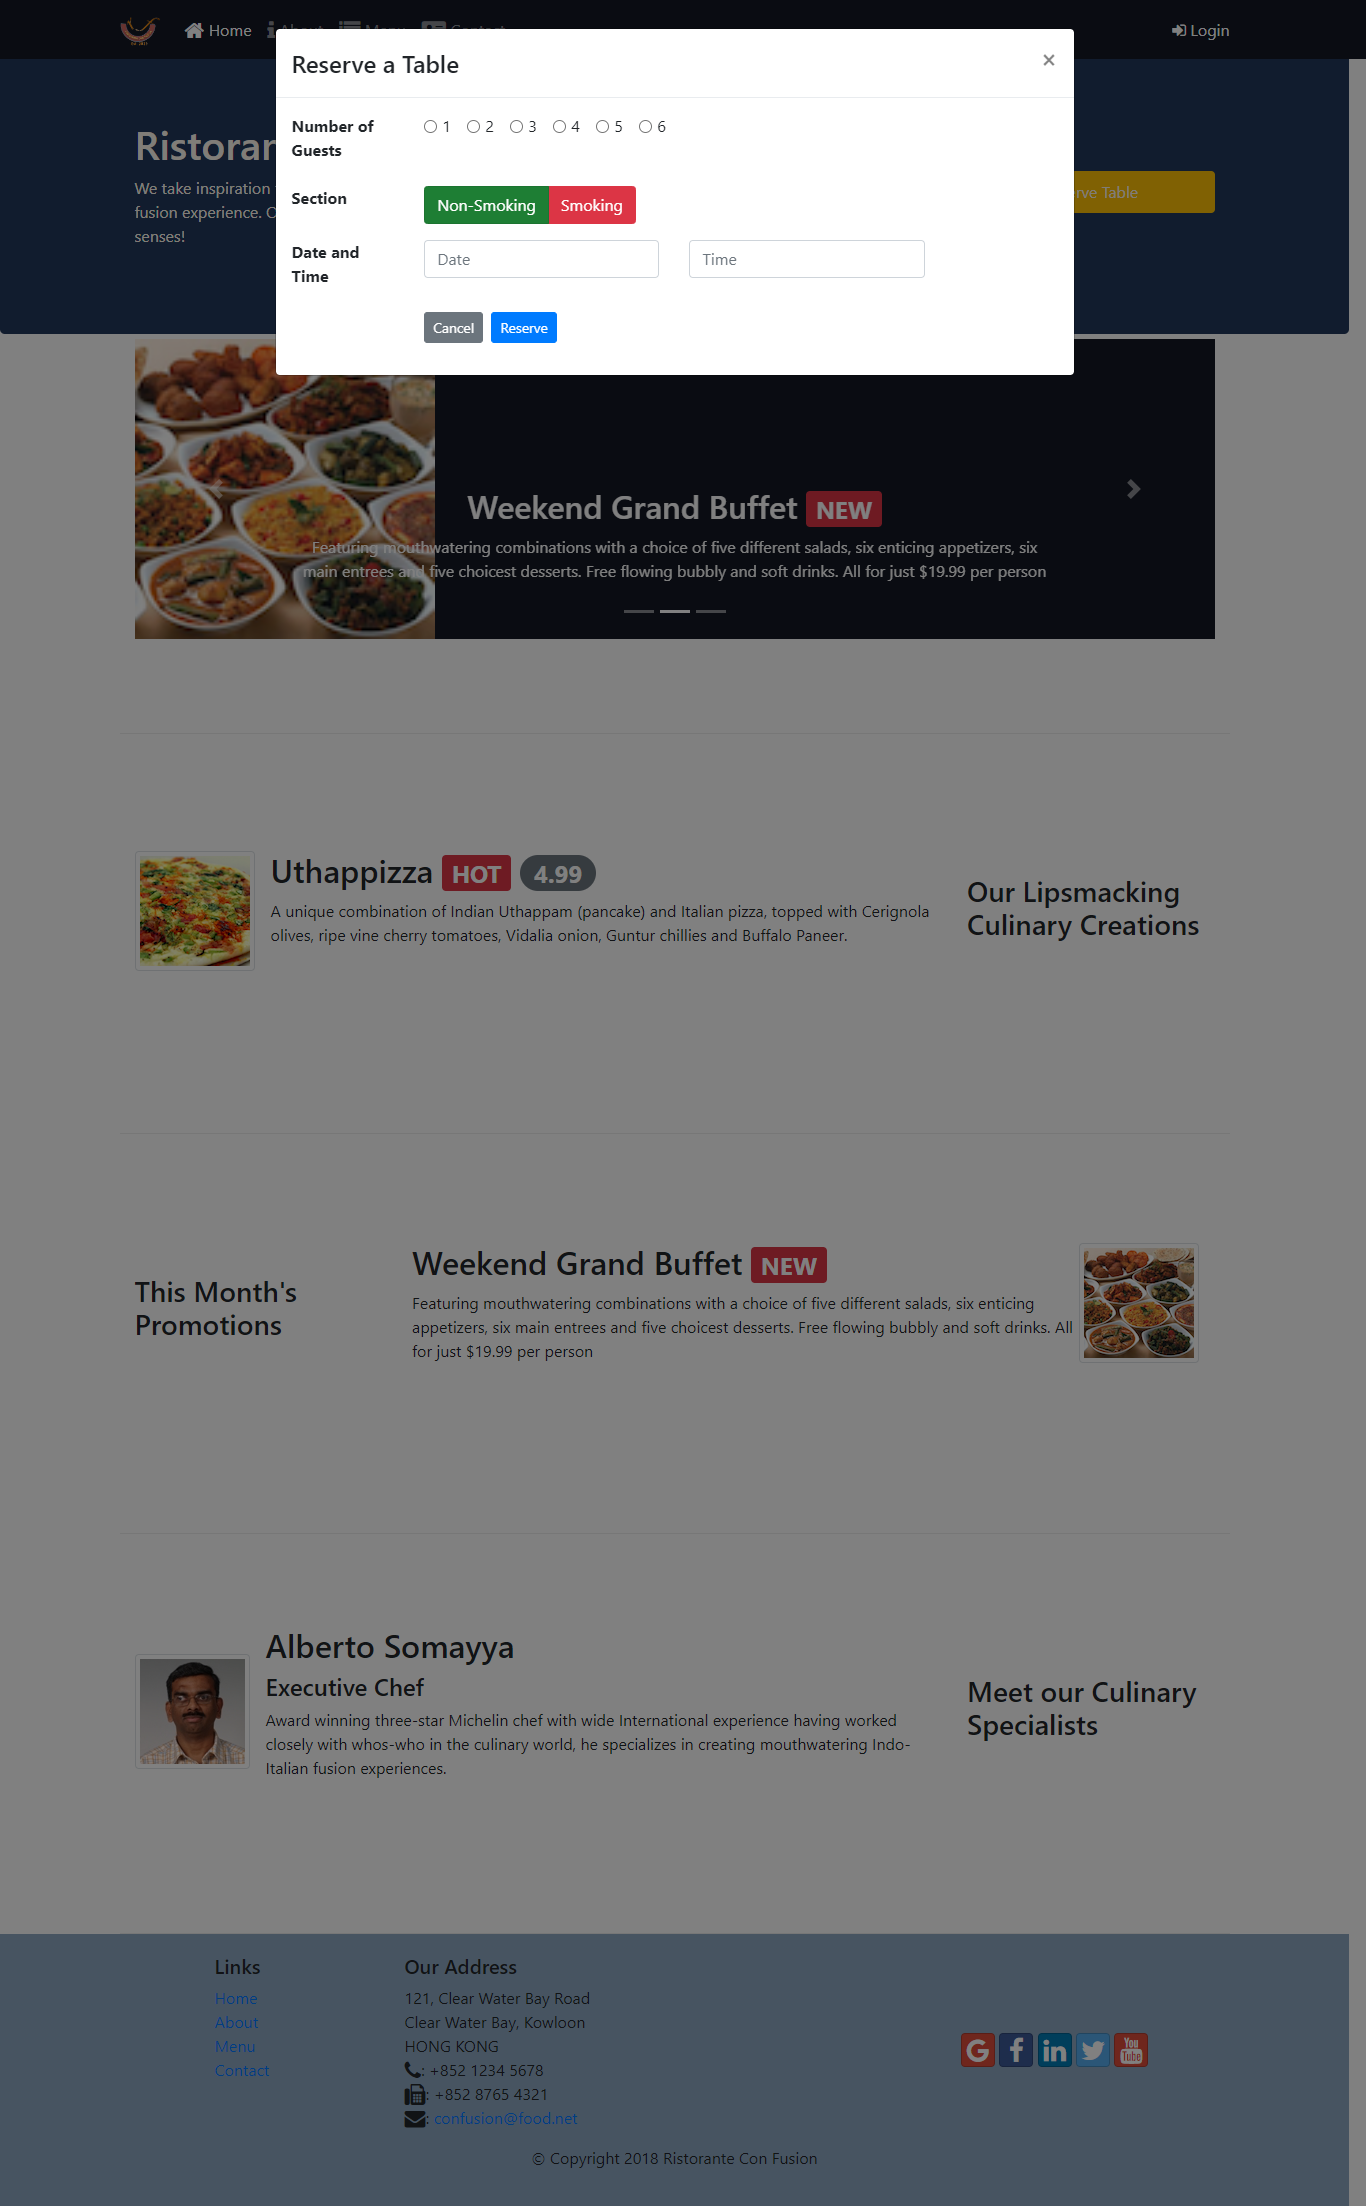 Home
Login
Reserve a Table
×
Number of
Guests
1 2 3 4 5 6
Section
Non-Smoking Smoking
Date and
Time
Date
Time
Cancel Reserve
Ristorar
We take inspiration
fusion experience.
senses!
Table
Weekend Grand Buffet NEW
Featuring mouthwatering combinations with a choice of five different salads, six enticing appetizers, six
main entrees and five choicest desserts. Free flowing bubbly and soft drinks. All for just $19.99 per person
Uthappizza HOT 4.99
A unique combination of Indian Uthappam (pancake) and Italian pizza, topped with Cerignola
olives, ripe vine cherry tomatoes, Vidalia onion, Guntur chillies and Buffalo Paneer.
Our Lipsmacking
Culinary Creations
This Month's
Promotions
Weekend Grand Buffet NEW
Featuring mouthwatering combinations with a choice of five different salads, six enticing
appetizers, six main entrees and five choicest desserts. Free flowing bubbly and soft drinks. All
for just $19.99 per person
Alberto Somayya
Executive Chef
Award winning three-star Michelin chef with wide International experience having worked
closely with whos-who in the culinary world, he specializes in creating mouthwatering Indo-
Italian fusion experiences.
Meet our Culinary
Specialists
Links
Home
About
Menu
Contact
Our Address
121, Clear Water Bay Road
Clear Water Bay, Kowloon
HONG KONG
: +852 1234 5678
: +852 8765 4321
: confusion@food.net
You
Tube
© Copyright 2018 Ristorante Con Fusion